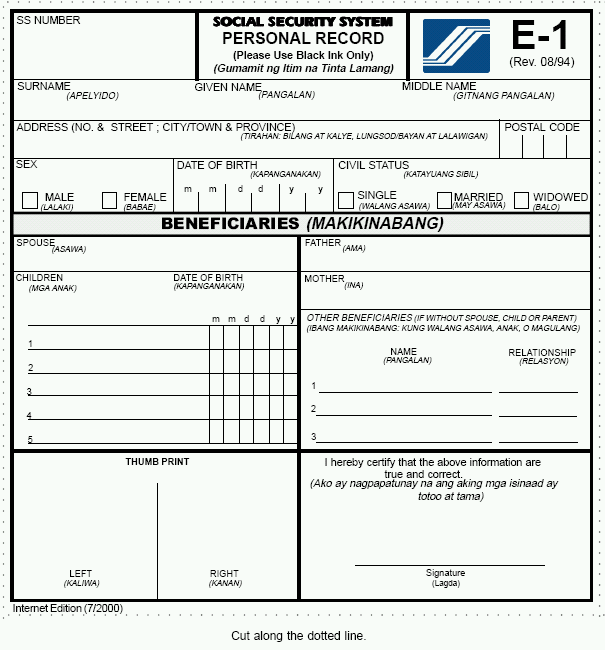 SS NUMBER
SOCIAL SECURITY SYSTEM
PERSONAL RECORD
(Please Use Black Ink Only)
(Gumamit ng Itim na Tinta Lamang)
E-1
(Rev. 08/94)
SURNAME
(APELYIDO)
GIVEN NAME
(PANGALAN)
MIDDLE NAME
(GITNANG PANGALAN)
ADDRESS (NO. & STREET ; CITY/TOWN & PROVINCE)
(TIRAHAN: BILANG AT KALYE, LUNGSOD/BAYAN AT LALAWIGAN)
POSTAL CODE
SEX
MALE
(LALAKI)
FEMALE
(BABAE)
DATE OF BIRTH
(KAPANGANAKAN)
m m d d y y
CIVIL STATUS
(KATAYUANG SIBIL)
SINGLE
(WALANG ASAWA)
MARRIED
(MAY ASAWA)
WIDOWED
(BALO)
BENEFICIARIES (MAKIKINABANG)
SPOUSE
(ASAWA)
FATHER
(AMA)
CHILDREN
(MGA ANAK)
DATE OF BIRTH
(KAPANGANAKAN)
m m d d y y
1
2
3
4
5
MOTHER
(INA)
OTHER BENEFICIARIES (IF WITHOUT SPOUSE, CHILD OR PARENT)
(IBANG MAKIKINABANG: KUNG WALANG ASAWA, ANAK, O MAGULANG)
NAME
(PANGALAN)
RELATIONSHIP
(RELASYON)
1
2
3
THUMB PRINT
LEFT
(KALIWA)
RIGHT
(KANAN)
I hereby certify that the above information are
true and correct.
(Ako ay nagpapatunay na ang aking mga isinaad ay
totoo at tama)
Signature
(Lagda)
Internet Edition (7/2000)
Cut along the dotted line.